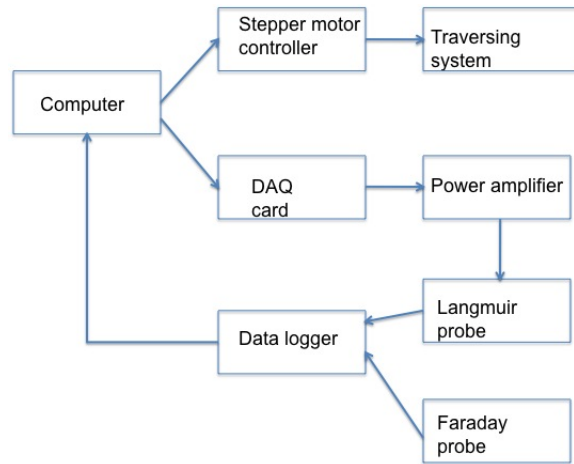 Stepper motor
controller
Traversing
system
Computer
DAQ
card
Power amplifier
Langmuir
probe
Data logger
Faraday
probe